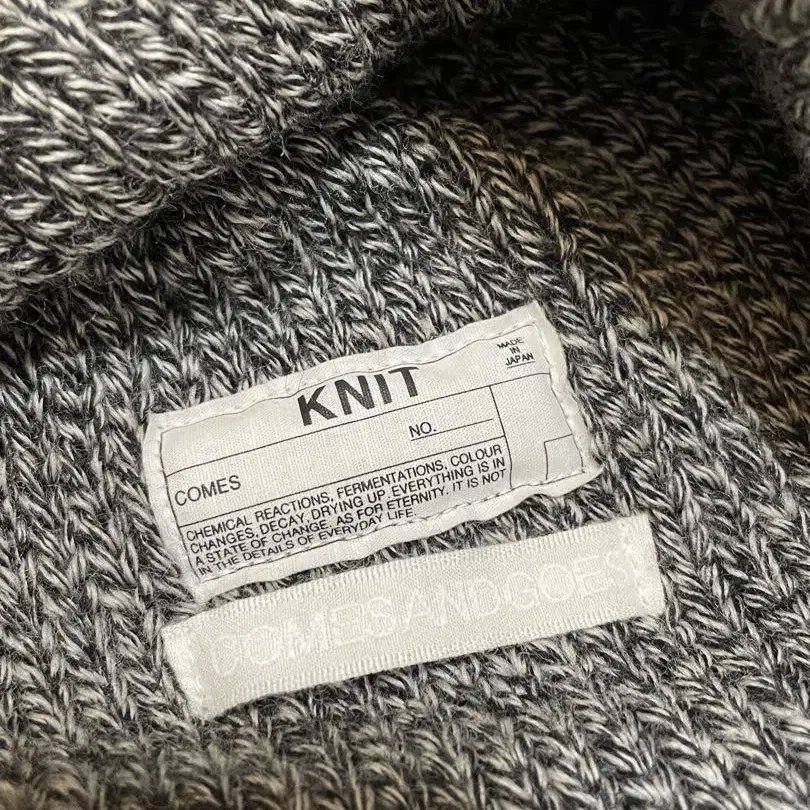 KNIT
MADE
IN
JAPAN
NO.
COMES
CHEMICAL REACTIONS, FERMENTATIONS, COLOUR
CHANGES, DECAY, DRYING UP. EVERYTHING IS IN
A STATE OF CHANGE. AS FOR ETERNITY. IT IS NOT
IN THE DETAILS OF EVERYDAY LIFE.
COMESANDGOES